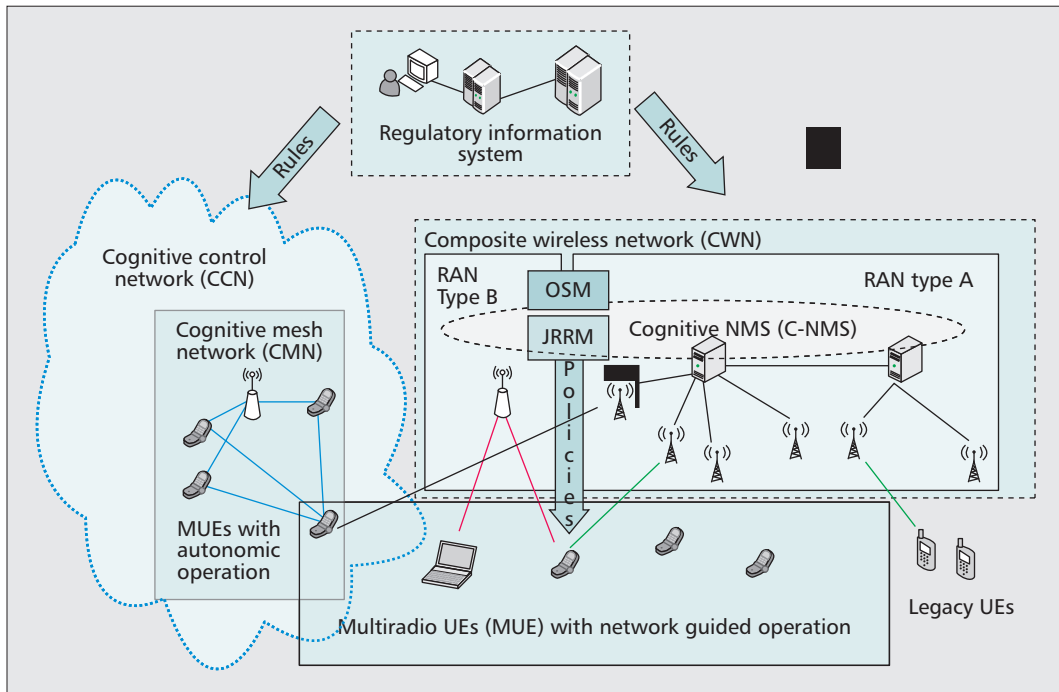 Regulatory information
system
Rules
Rules
Cognitive control
network (CCN)
Composite wireless network (CWN)
RAN
Type B
OSM
RAN type A
Cognitive mesh
network (CMN)
JRRM
Cognitive NMS (C-NMS)
Policies
MUEs with
autonomic
operation
Multiradio UEs (MUE) with network guided operation
Legacy UEs